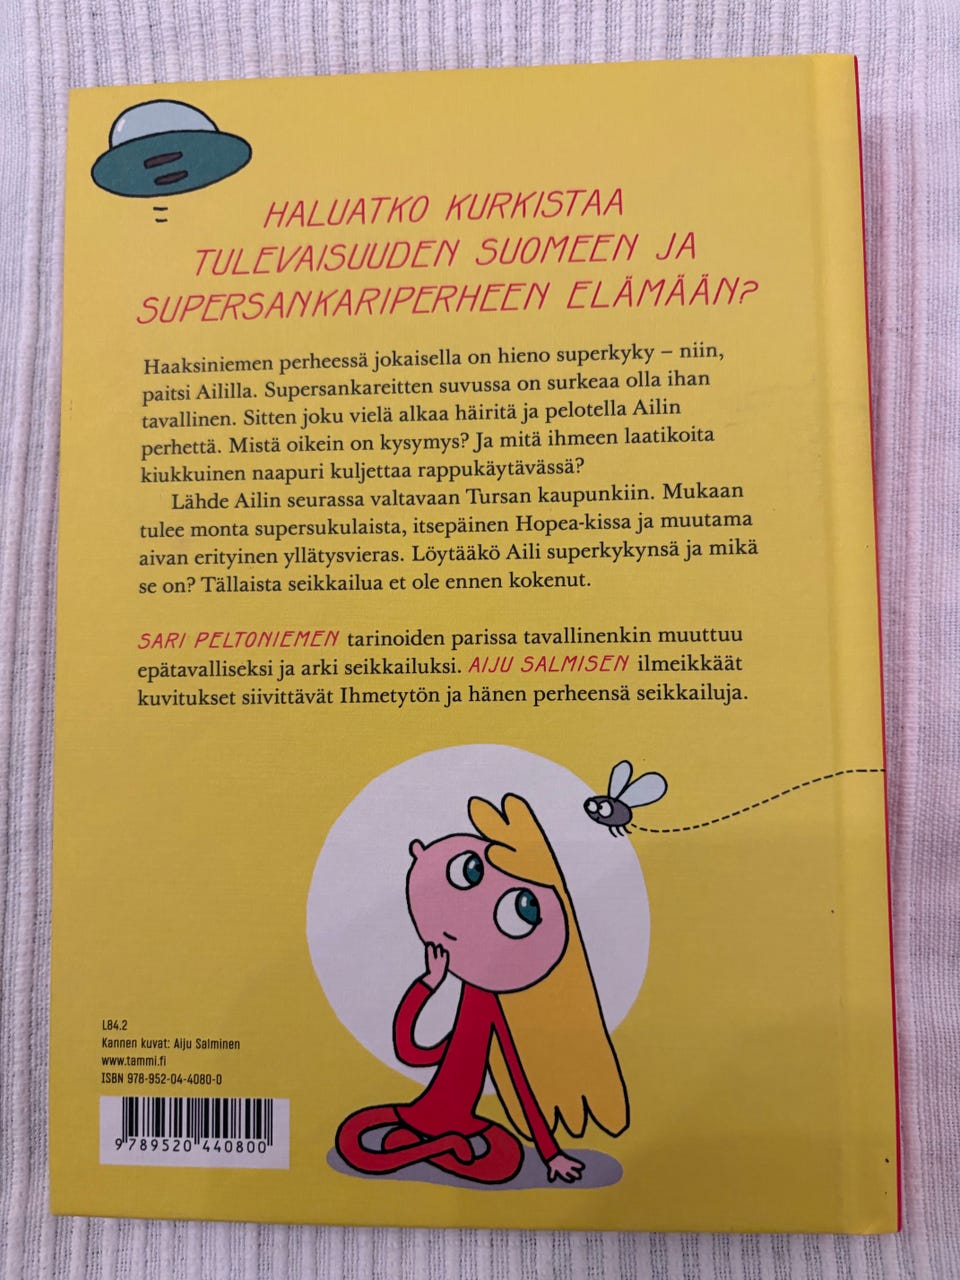 HALUATKO KURKISTAA
TULEVAISUUDEN SUOMEEN JA
SUPERSANKARIPERHEEN ELÄMÄÄN?
Haaksiniemen perheessä jokaisella on hieno superkyky – niin,
paitsi Aililla. Supersankareitten suvussa on surkeaa olla ihan
tavallinen. Sitten joku vielä alkaa häiritä ja pelotella Ailin
perhettä. Mistä oikein on kysymys? Ja mitä ihmeen laatikoita
kiukkuinen naapuri kuljettaa rappukäytävässä?
Lähde Ailin seurassa valtavaan Tursan kaupunkiin. Mukaan
tulee monta supersukulaista, itsepäinen Hopea-kissa ja muutama
aivan erityinen yllätysvieras. Löytääkö Aili superkykynsä ja mikä
se on? Tällaista seikkailua et ole ennen kokenut.
SARI PELTONIEMEN tarinoiden parissa tavallinenkin muuttuu
epätavalliseksi ja arki seikkailuksi. AIJU SALMISEN ilmeikkäät
kuvitukset siivittävät Ihmetytön ja hänen perheensä seikkailuja.
L84.2
Kannen kuvat: Aiju Salminen
www.tammi.fi
ISBN 978-952-04-4080-0
9 789520 440800